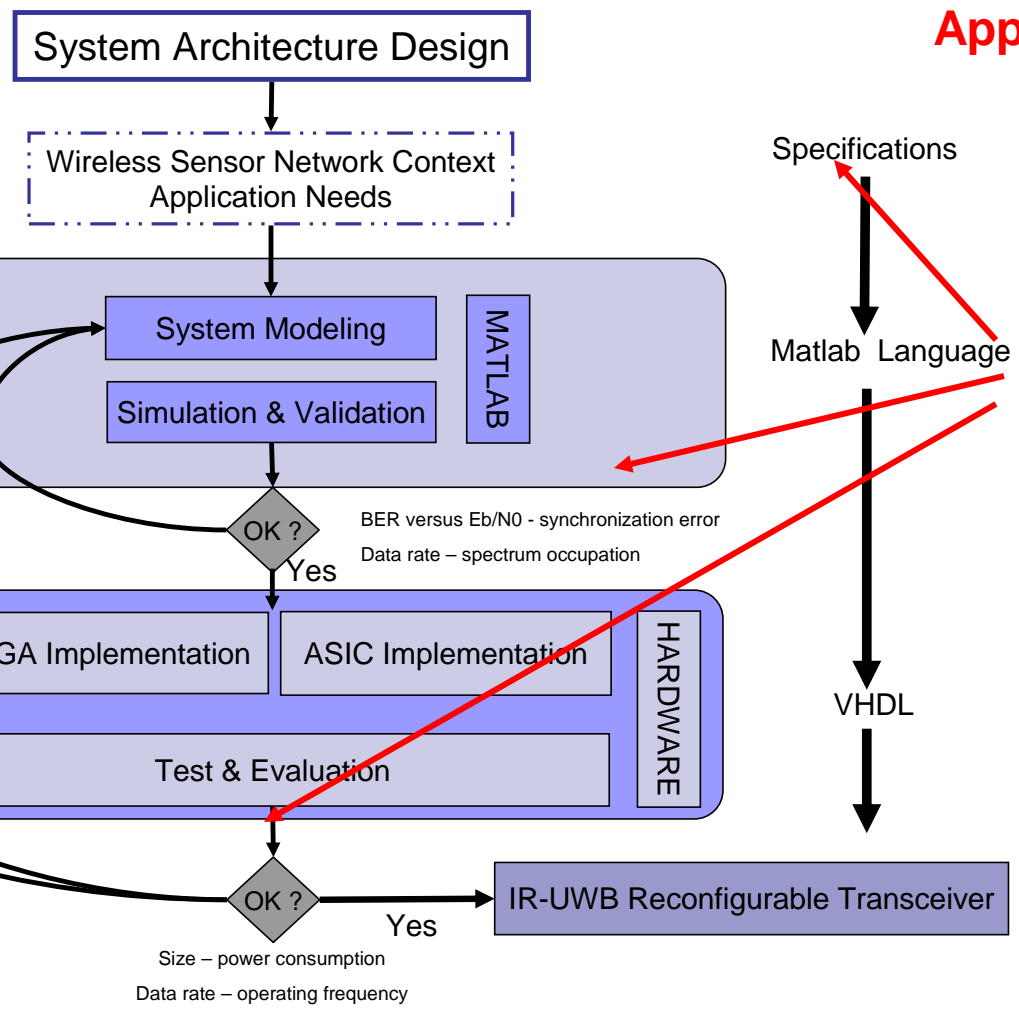 System Architecture Design
App
Wireless Sensor Network Context
Application Needs
Specifications
System Modeling
MATLAB
Simulation & Validation
Matlab Language
OK ?
BER versus Eb/N0 - synchronization error
Data rate – spectrum occupation
Yes
GA Implementation
ASIC Implementation
HARDWARE
VHDL
Test & Evaluation
OK ?
Yes
IR-UWB Reconfigurable Transceiver
Size – power consumption
Data rate – operating frequency